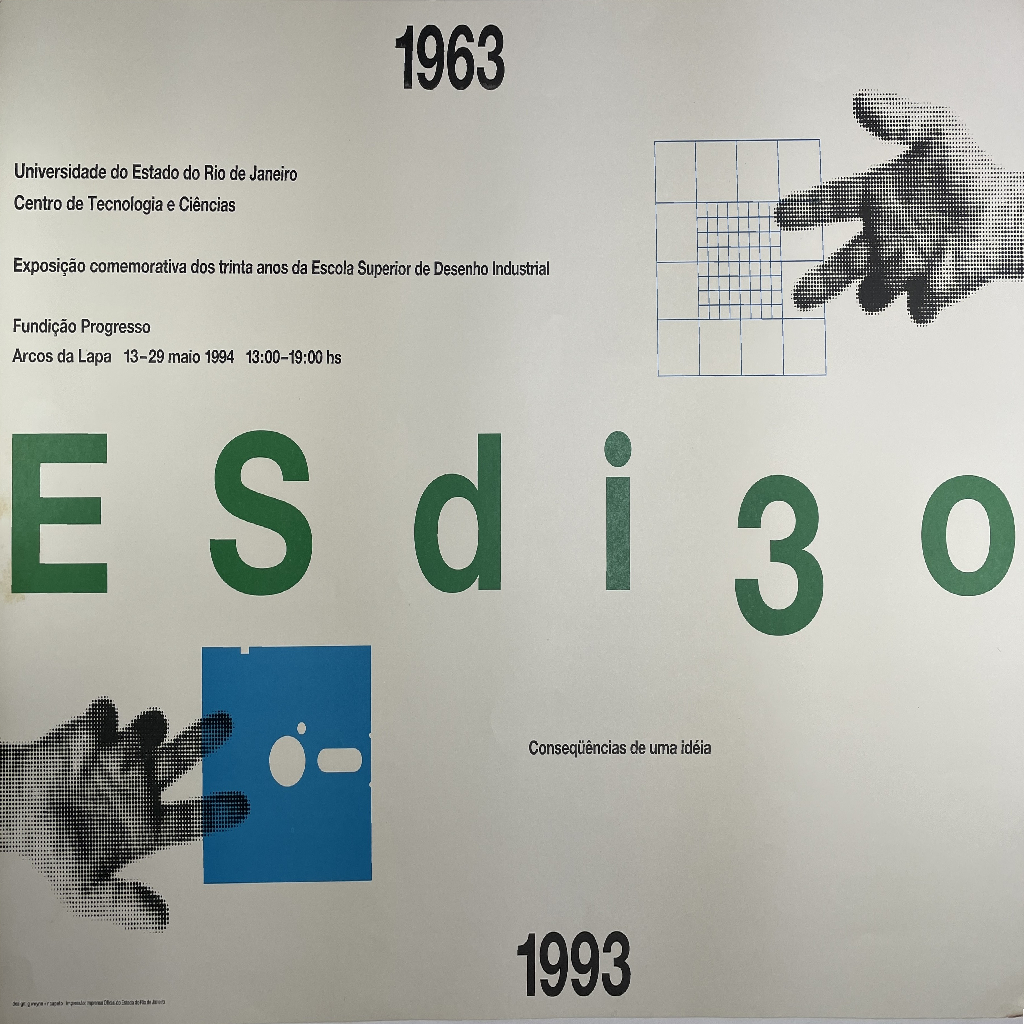 1963
Universidade do Estado do Rio de Janeiro
Centro de Tecnologia e Ciências
Exposição comemorativa dos trinta anos da Escola Superior de Desenho Industrial
Fundição Progresso
Arcos da Lapa 13–29 maio 1994 13:00–19:00 hs
ESdi30
Conseqüências de uma idéia
1993